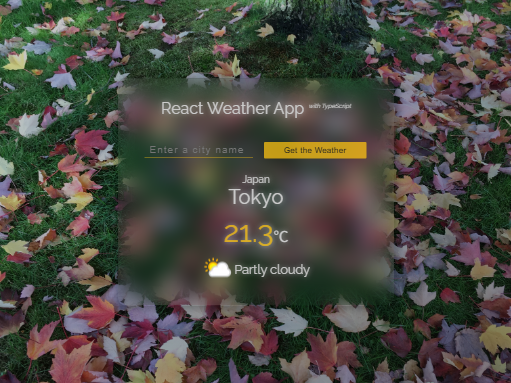 React Weather App with TypeScript
Enter a city name
Get the Weather
Japan
Tokyo
21.3°C
Partly cloudy